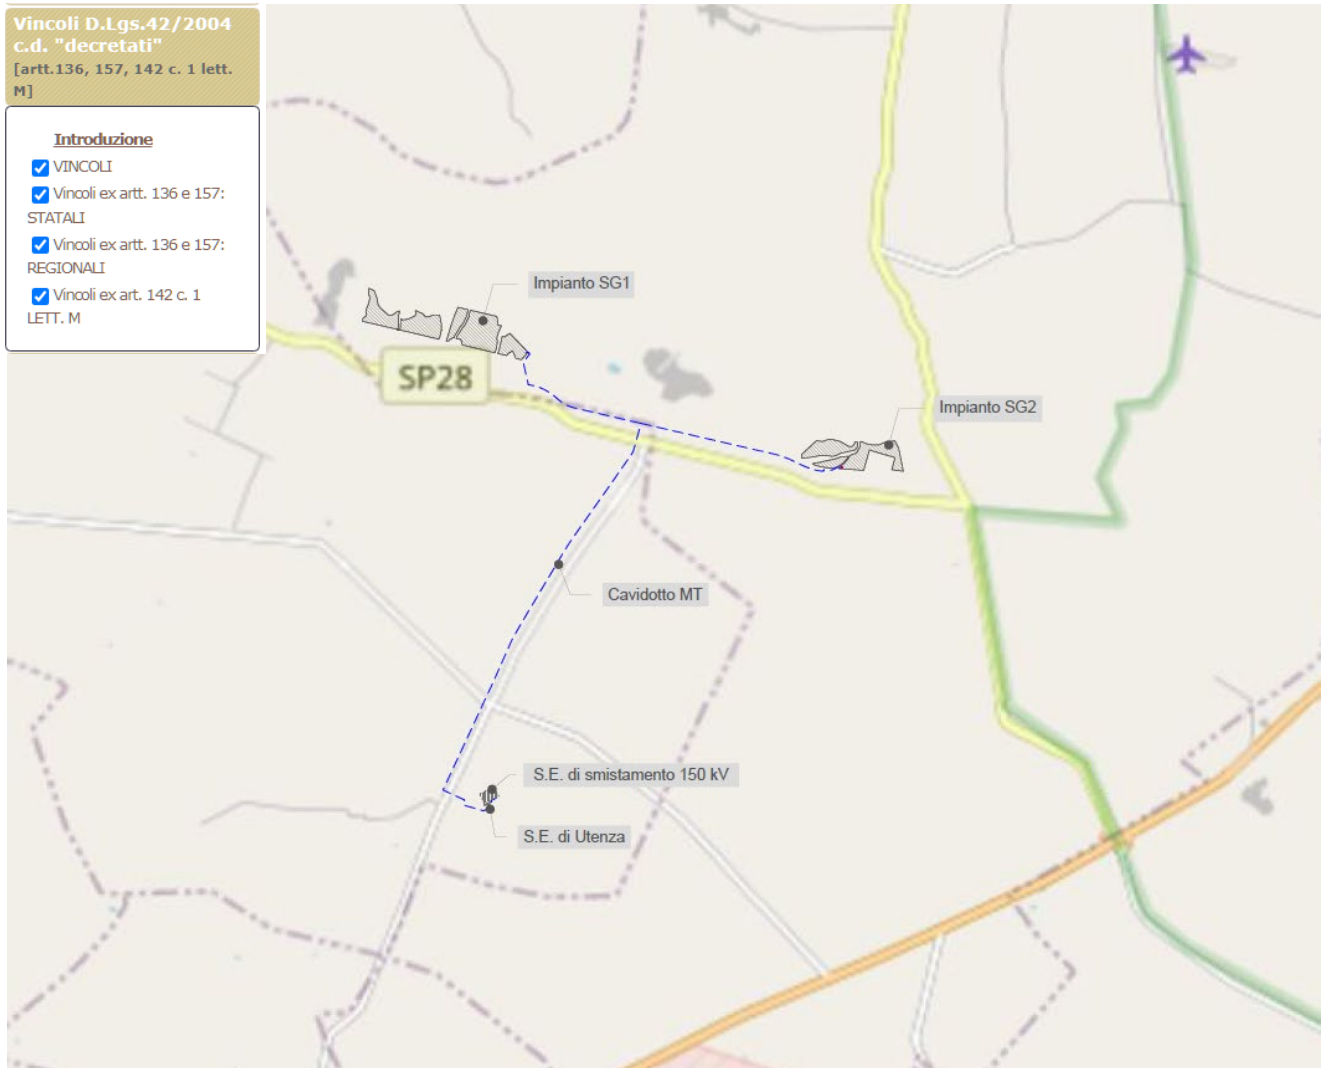 Vincoli D.Lgs.42/2004
c.d. "decretati"
[artt.136, 157, 142 c. 1 lett.
M]
Introduzione
VINCOLI
Vincoli ex artt. 136 e 157:
STATALI
Vincoli ex artt. 136 e 157:
REGIONALI
Vincoli ex art. 142 c. 1
LETT. M
Impianto SG1
SP28
Impianto SG2
Cavidotto MT
S.E. di smistamento 150 kV
S.E. di Utenza